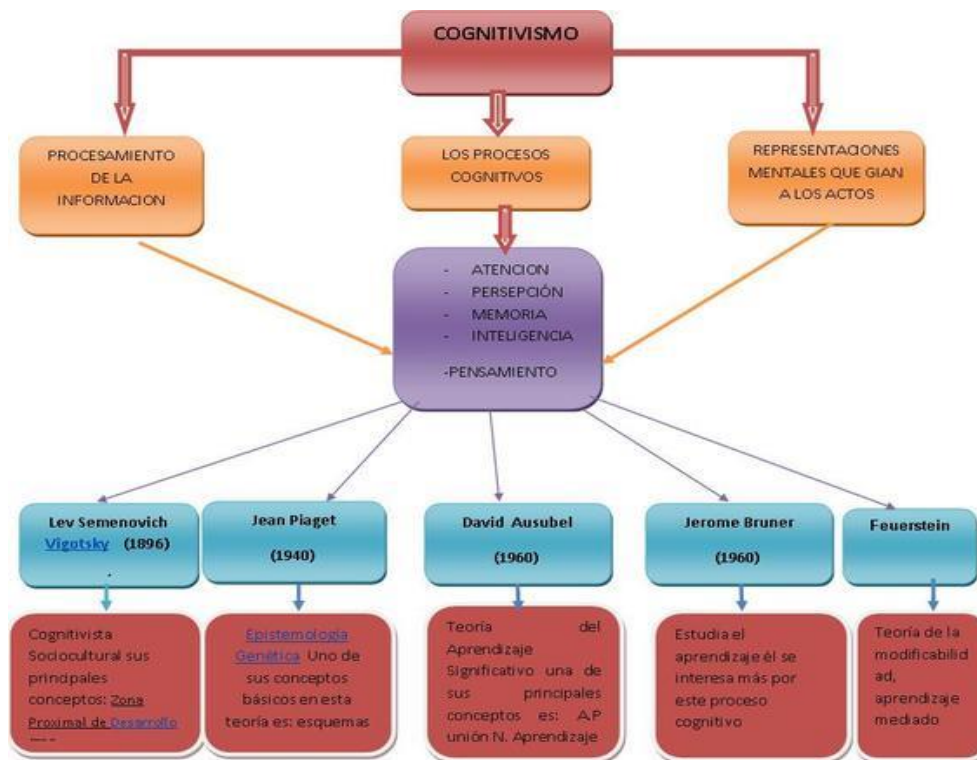 COGNITIVISMO
PROCESAMIENTO
DE LA
INFORMACION
LOS PROCESOS
COGNITIVOS
REPRESENTACIONES
MENTALES QUE GIAN
A LOS ACTOS
- ATENCION
- PERSEPCIÓN
- MEMORIA
- INTELIGENCIA
-PENSAMIENTO
Lev Semenovich
Vigotsky (1896)
.
Jean Piaget
(1940)
David Ausubel
(1960)
Jerome Bruner
(1960)
Feuerstein
Cognitivista
Sociocultural sus
principales
conceptos: Zona
Proximal de Desarrollo
Epistemología
Genética Uno de
sus conceptos
básicos en esta
teoría es: esquemas
Teoría del
Aprendizaje
Significativo una de
sus principales
conceptos es: A.P
unión N. Aprendizaje
Estudia el
aprendizaje él se
interesa más por
este proceso
cognitivo
Teoría de la
modificabilid
ad,
aprendizaje
mediado